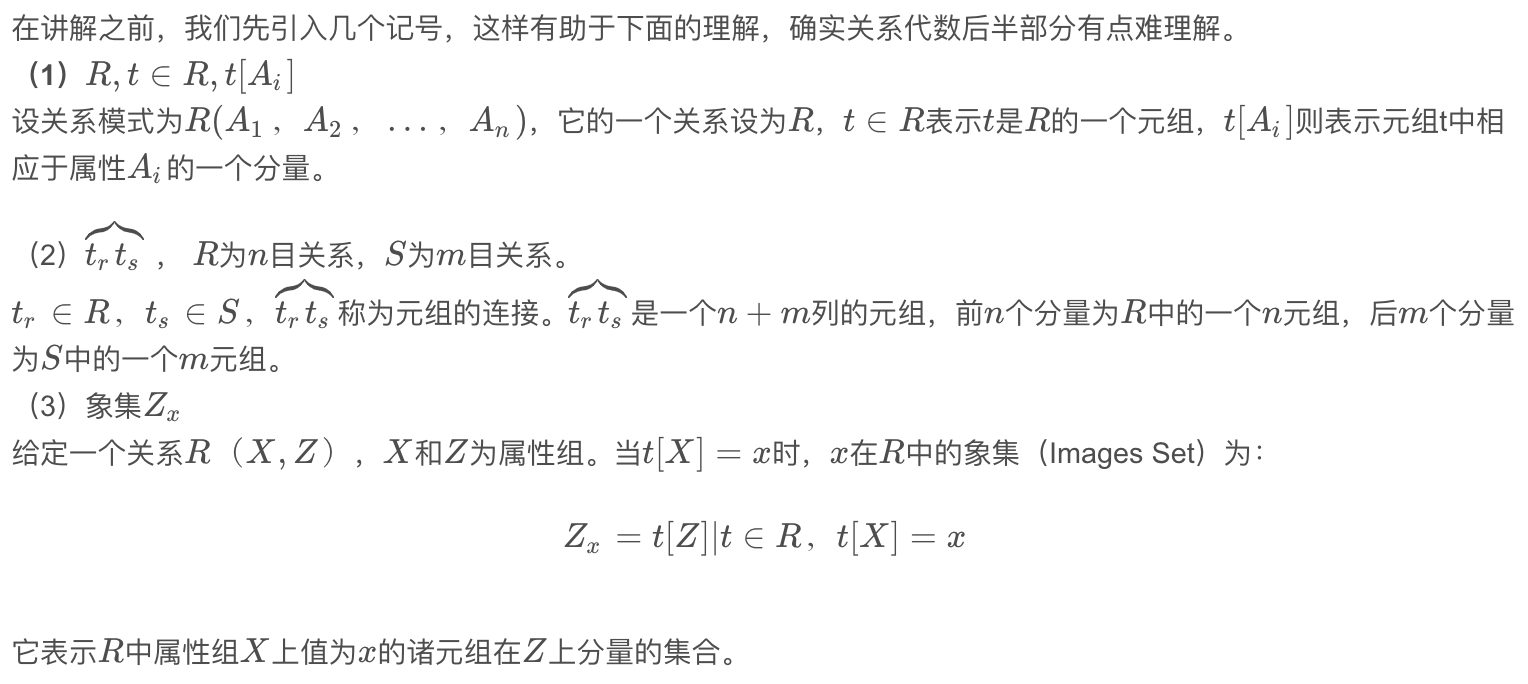 在讲解之前，我们先引入几个记号，这样有助于下面的理解，确实关系代数后半部分有点难理解。
（1）$R, t \in R, t[A_i]$
设关系模式为$R(A_1，A_2，\ldots，A_n)$，它的一个关系设为$R$，$t \in R$表示$t$是$R$的一个元组，$t[A_i]$则表示元组t中相
应于属性$A_i$的一个分量。
（2）$\overbrace{t_r t_s}$，$R$为$n$目关系，$S$为$m$目关系。
$t_r \in R，t_s \in S，\overbrace{t_r t_s}$称为元组的连接。$\overbrace{t_r t_s}$是一个$n+m$列的元组，前$n$个分量为$R$中的一个$n$元组，后$m$个分量
为$S$中的一个$m$元组。
（3）象集$Z_x$
给定一个关系$R（X, Z）$，$X$和$Z$为属性组。当$t[X]=x$时，$x$在$R$中的象集（Images Set）为：
$Z_x = t[Z]|t \in R，t[X] = x$
它表示$R$中属性组$X$上值为$x$的诸元组在$Z$上分量的集合。